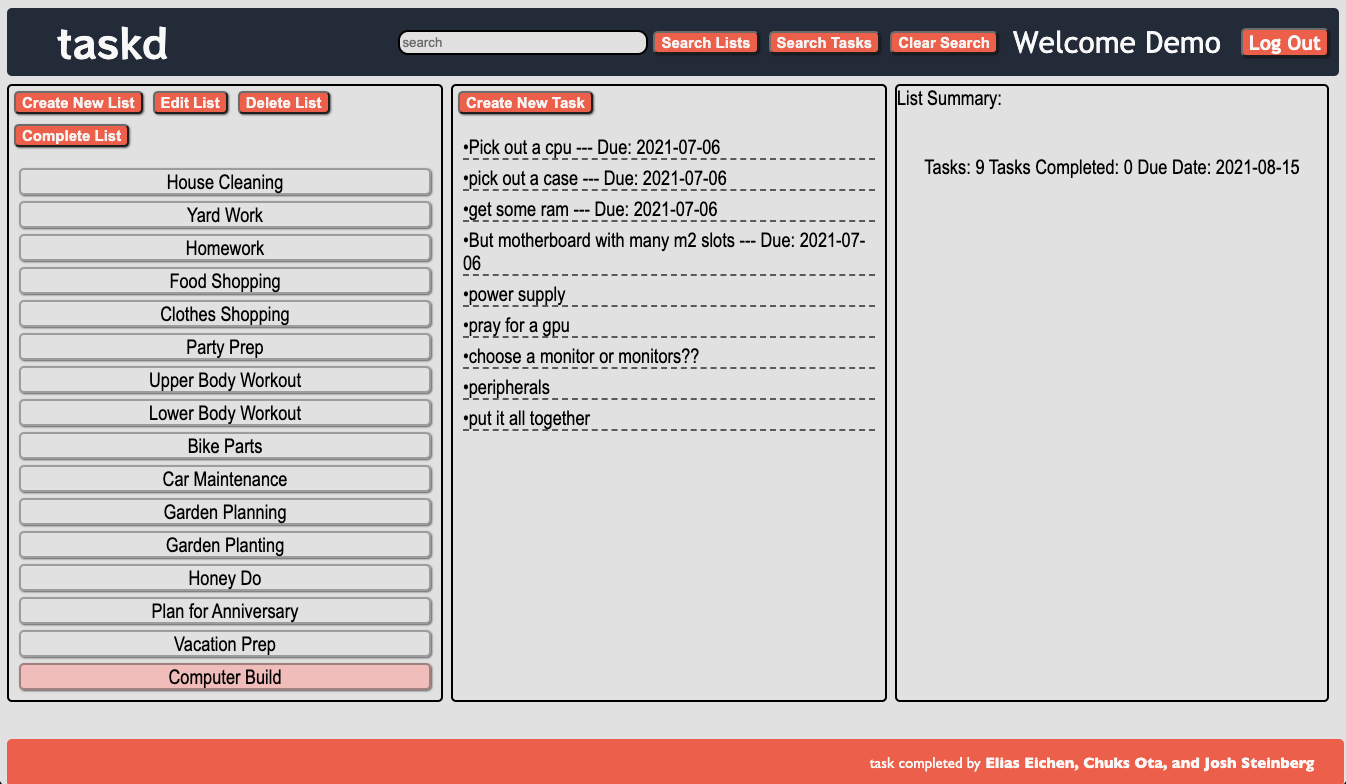 taskd
search
Search Lists
Search Tasks
Clear Search
Welcome Demo
Log Out
Create New List
Edit List
Delete List
Complete List
House Cleaning
Yard Work
Homework
Food Shopping
Clothes Shopping
Party Prep
Upper Body Workout
Lower Body Workout
Bike Parts
Car Maintenance
Garden Planning
Garden Planting
Honey Do
Plan for Anniversary
Vacation Prep
Computer Build
Create New Task
•Pick out a cpu --- Due: 2021-07-06
•pick out a case --- Due: 2021-07-06
•get some ram --- Due: 2021-07-06
•But motherboard with many m2 slots --- Due: 2021-07-
06
•power supply
•pray for a gpu
•choose a monitor or monitors??
•peripherals
•put it all together
List Summary:
Tasks: 9 Tasks Completed: 0 Due Date: 2021-08-15
task completed by Elias Eichen, Chuks Ota, and Josh Steinberg